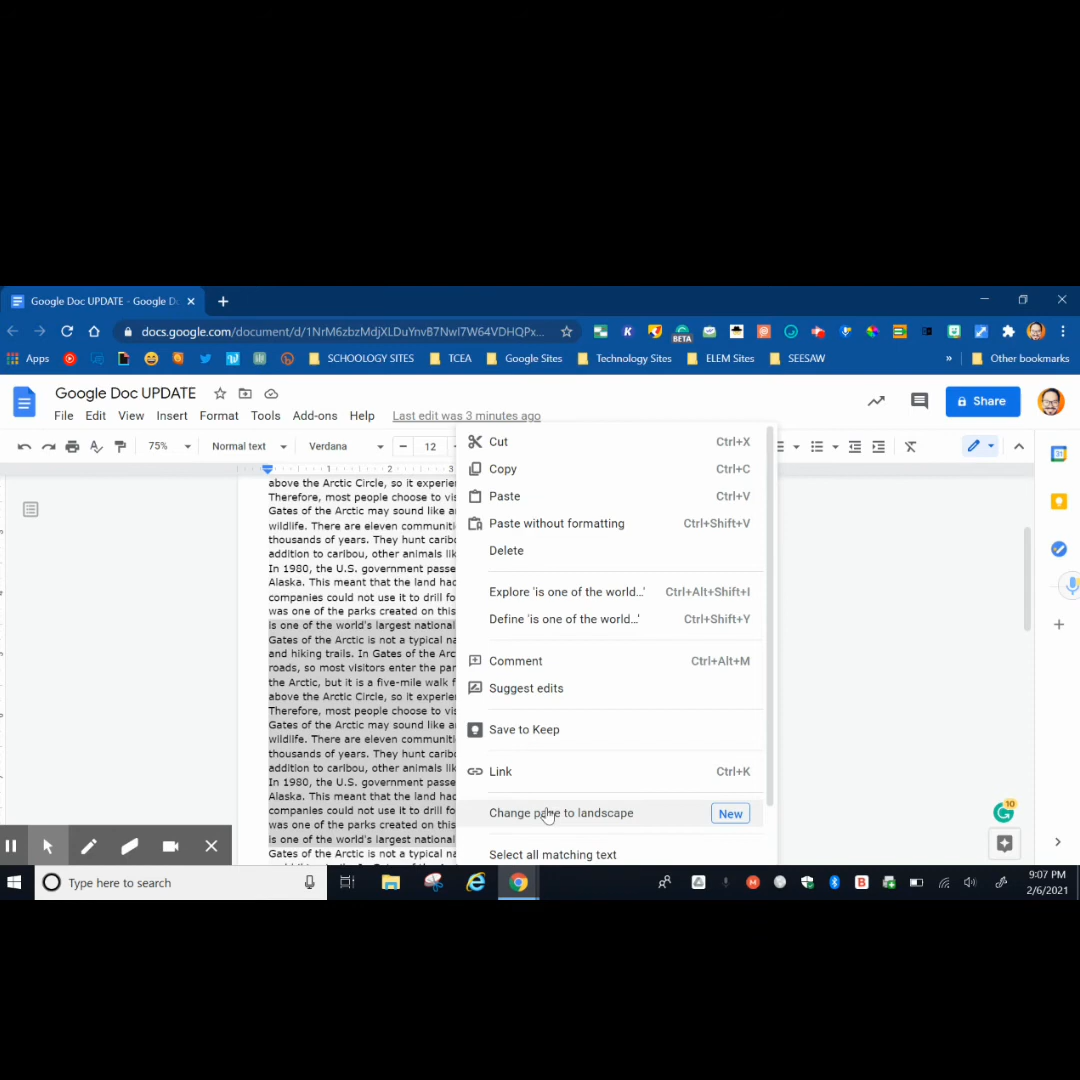 Google Doc UPDATE - Google D
docs.google.com/document/d/1NrM6zbzMdjXLDuYnvB7Nwl7W64VDHQPx...
BETA
Apps
SCHOOLOGY SITES
TCEA
Google Sites
Technology Sites
ELEM Sites
SEESAW
»
Other bookmarks
Google Doc UPDATE
File Edit View Insert Format Tools Add-ons Help Last edit was 3 minutes ago
Share
75% Normal text Verdana − 12
1 2 3
above the Arctic Circle, so it experie
Therefore, most people choose to vis
Gates of the Arctic may sound like an
wildlife. There are eleven communiti
thousands of years. They hunt caribo
addition to caribou, other animals lik
In 1980, the U.S. government passe
Alaska. This meant that the land had
companies could not use it to drill fo
was one of the parks created on this
is one of the world's largest national
Gates of the Arctic is not a typical na
and hiking trails. In Gates of the Arc
roads, so most visitors enter the par
the Arctic, but it is a five-mile walk f
above the Arctic Circle, so it experie
Therefore, most people choose to vis
Gates of the Arctic may sound like an
wildlife. There are eleven communiti
thousands of years. They hunt caribo
addition to caribou, other animals lik
In 1980, the U.S. government passe
Alaska. This meant that the land had
companies could not use it to drill fo
was one of the parks created on this
is one of the world's largest national
Gates of the Arctic is not a typical na
Cut Ctrl+X
Copy Ctrl+C
Paste Ctrl+V
Paste without formatting Ctrl+Shift+V
Delete
Explore 'is one of the world...' Ctrl+Alt+Shift+I
Define 'is one of the world...' Ctrl+Shift+Y
Comment Ctrl+Alt+M
Suggest edits
Save to Keep
Link Ctrl+K
Change to landscape New
Select all matching text
10
Type here to search
9:07 PM
2/6/2021